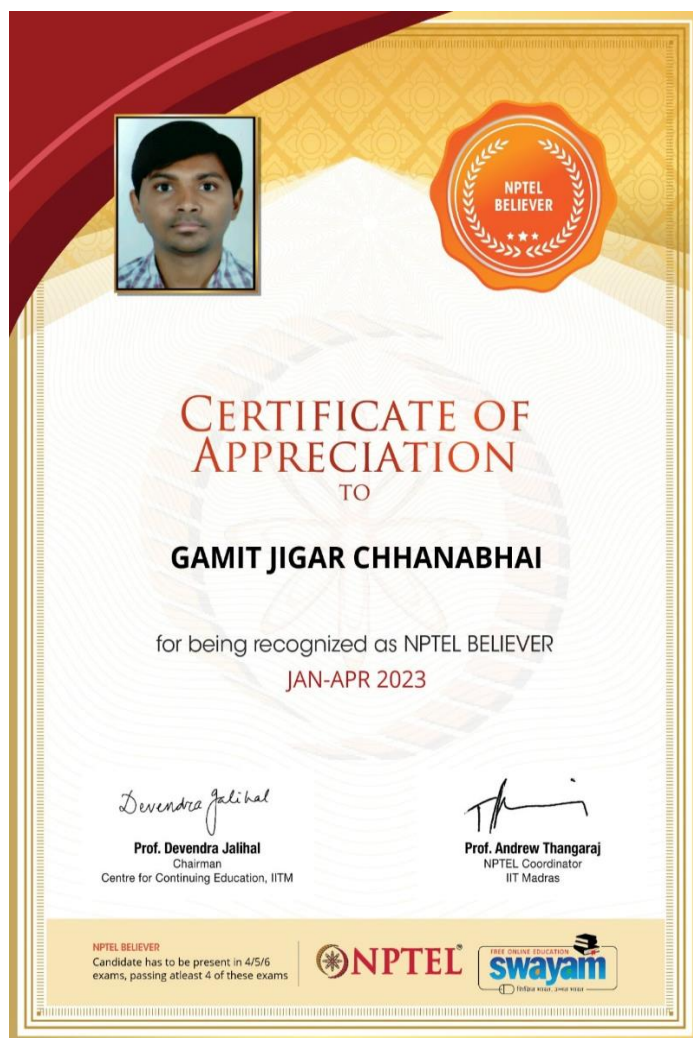 NPTEL
BELIEVER
CERTIFICATE OF
APPRECIATION
TO
GAMIT JIGAR CHHANABHAI
for being recognized as NPTEL BELIEVER
JAN-APR 2023
Devendra Jalihal
Prof. Devendra Jalihal
Chairman
Centre for Continuing Education, IITM
Prof. Andrew Thangaraj
NPTEL Coordinator
IIT Madras
NPTEL BELIEVER
Candidate has to be present in 4/5/6
exams, passing atleast 4 of these exams
NPTEL
FREE ONLINE EDUCATION
swayam